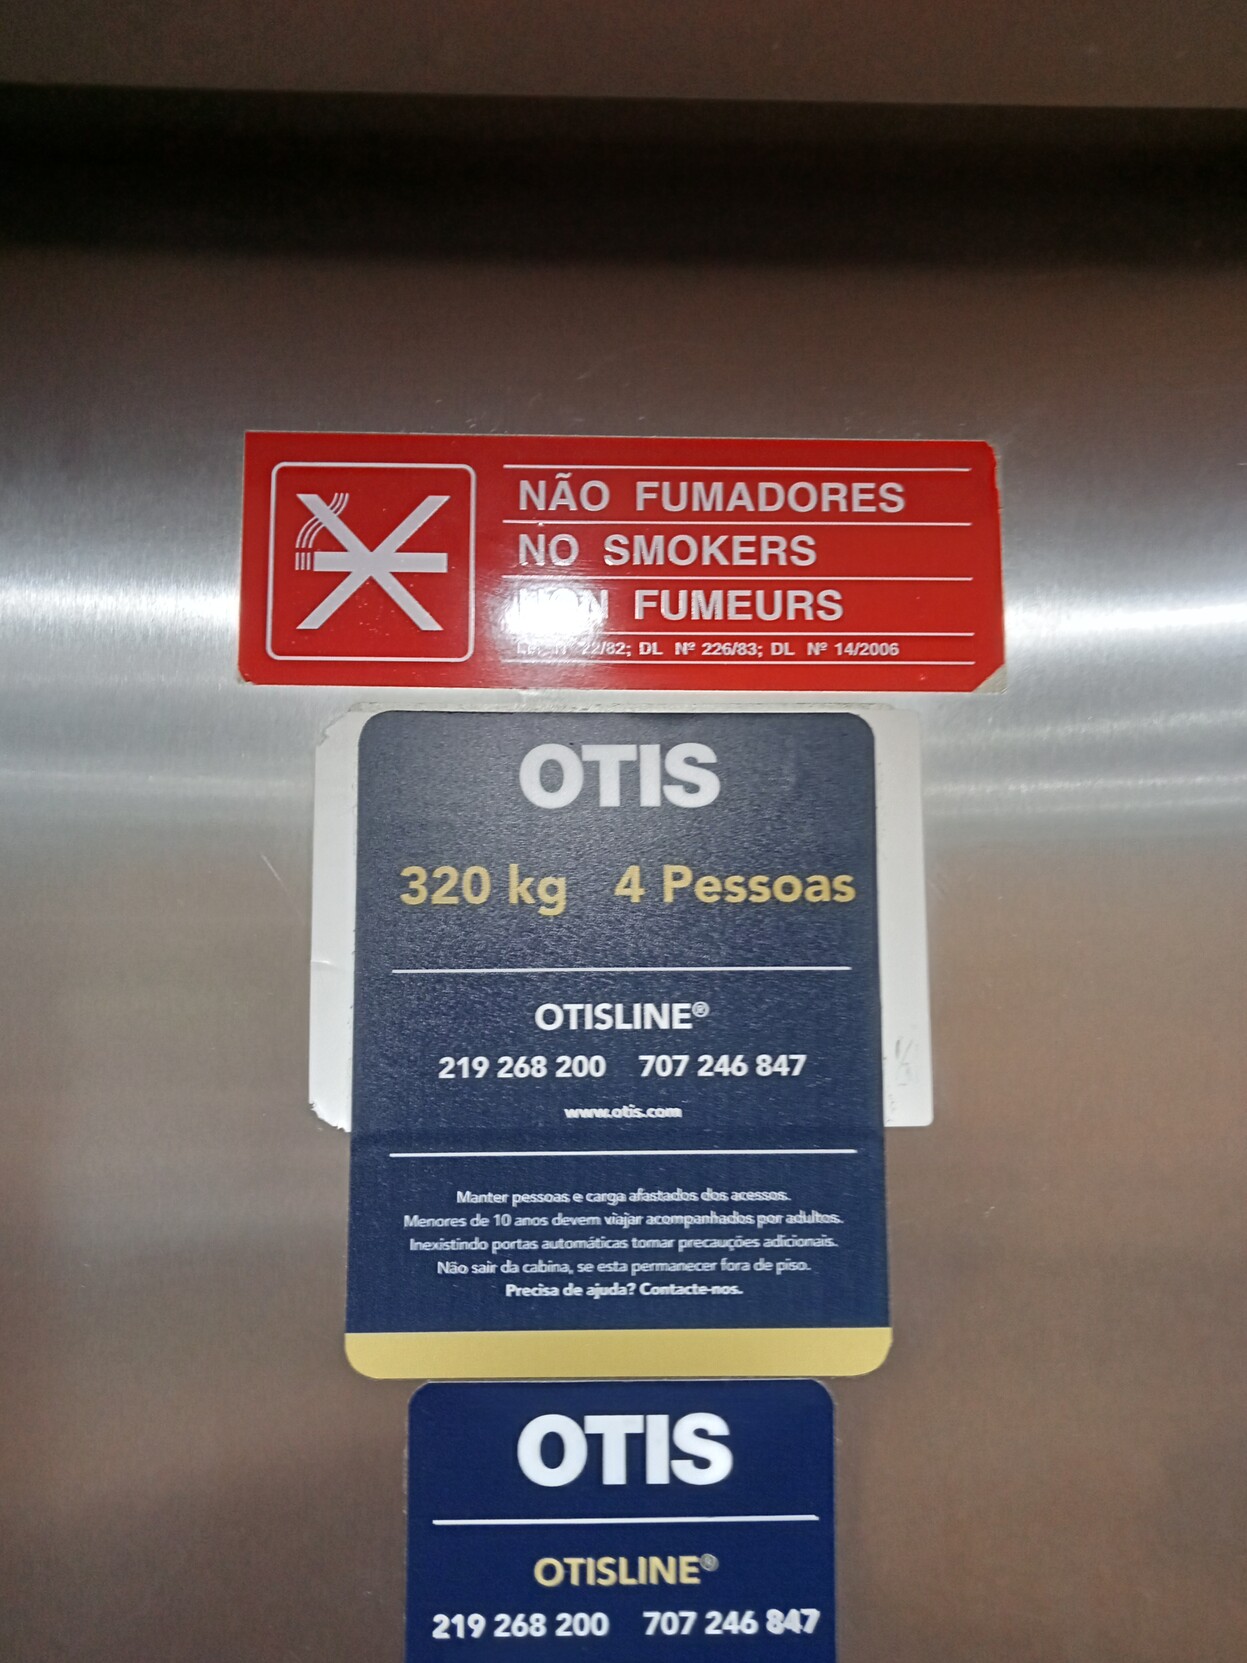 NÃO FUMADORES
NO SMOKERS
FUMEURS
22/82; DL Nº 226/83; DL Nº 14/2006
OTIS
320 kg 4 Pessoas
OTISLINE®
219 268 200 707 246 847
www.otis.com
Manter pessoas e carga afastados dos acessos.
Menores de 10 anos devem viajar acompanhados por adultos.
Inexistindo portas automáticas tomar precauções adicionais.
Não sair da cabina, se esta permanecer fora de piso.
Precisa de ajuda? Contacte-nos.
OTIS
OTISLINE®
219 268 200 707 246 847